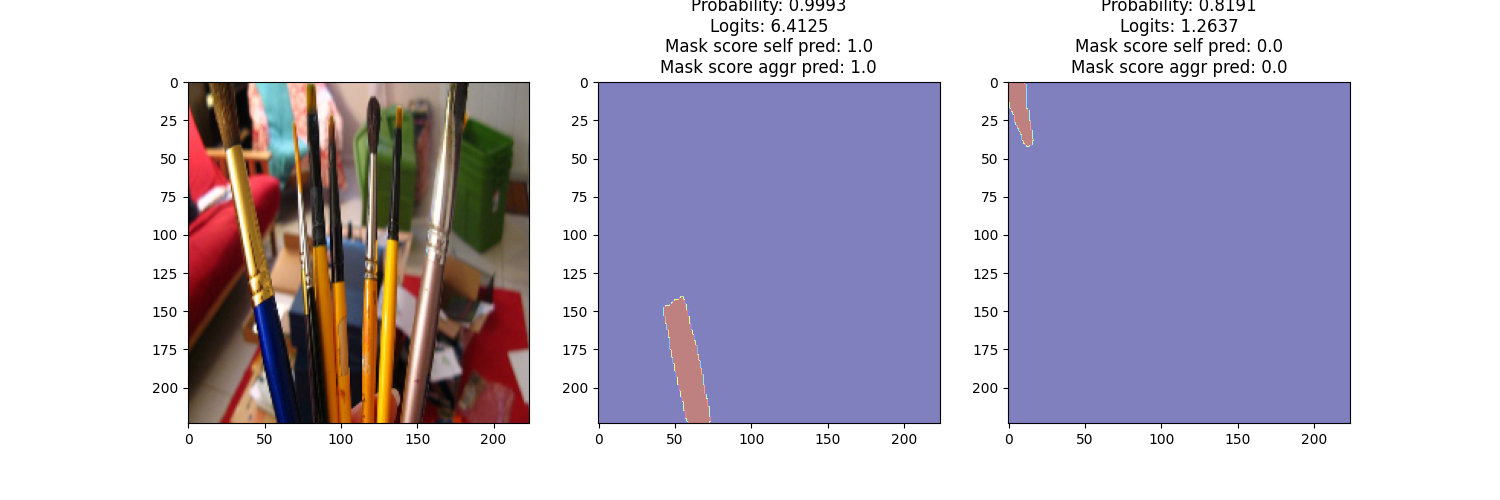 Probability: 0.9993
Logits: 6.4125
Mask score self pred: 1.0
Mask score aggr pred: 1.0
Probability: 0.8191
Logits: 1.2637
Mask score self pred: 0.0
Mask score aggr pred: 0.0
0
25
50
75
100
125
150
175
200
0 50 100 150 200
0
25
50
75
100
125
150
175
200
0 50 100 150 200
0
25
50
75
100
125
150
175
200
0 50 100 150 200